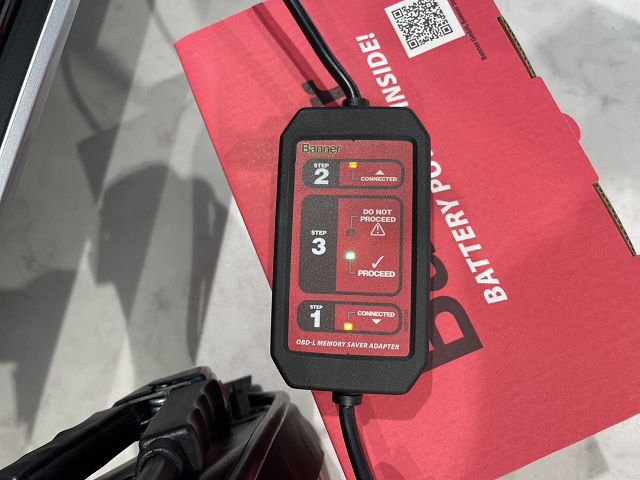 Banner
STEP
2
CONNECTED
DO NOT
PROCEED
STEP
3
PROCEED
STEP
1
CONNECTED
OBD-L MEMORY SAVER ADAPTER
INSIDE!
BATTERY PO